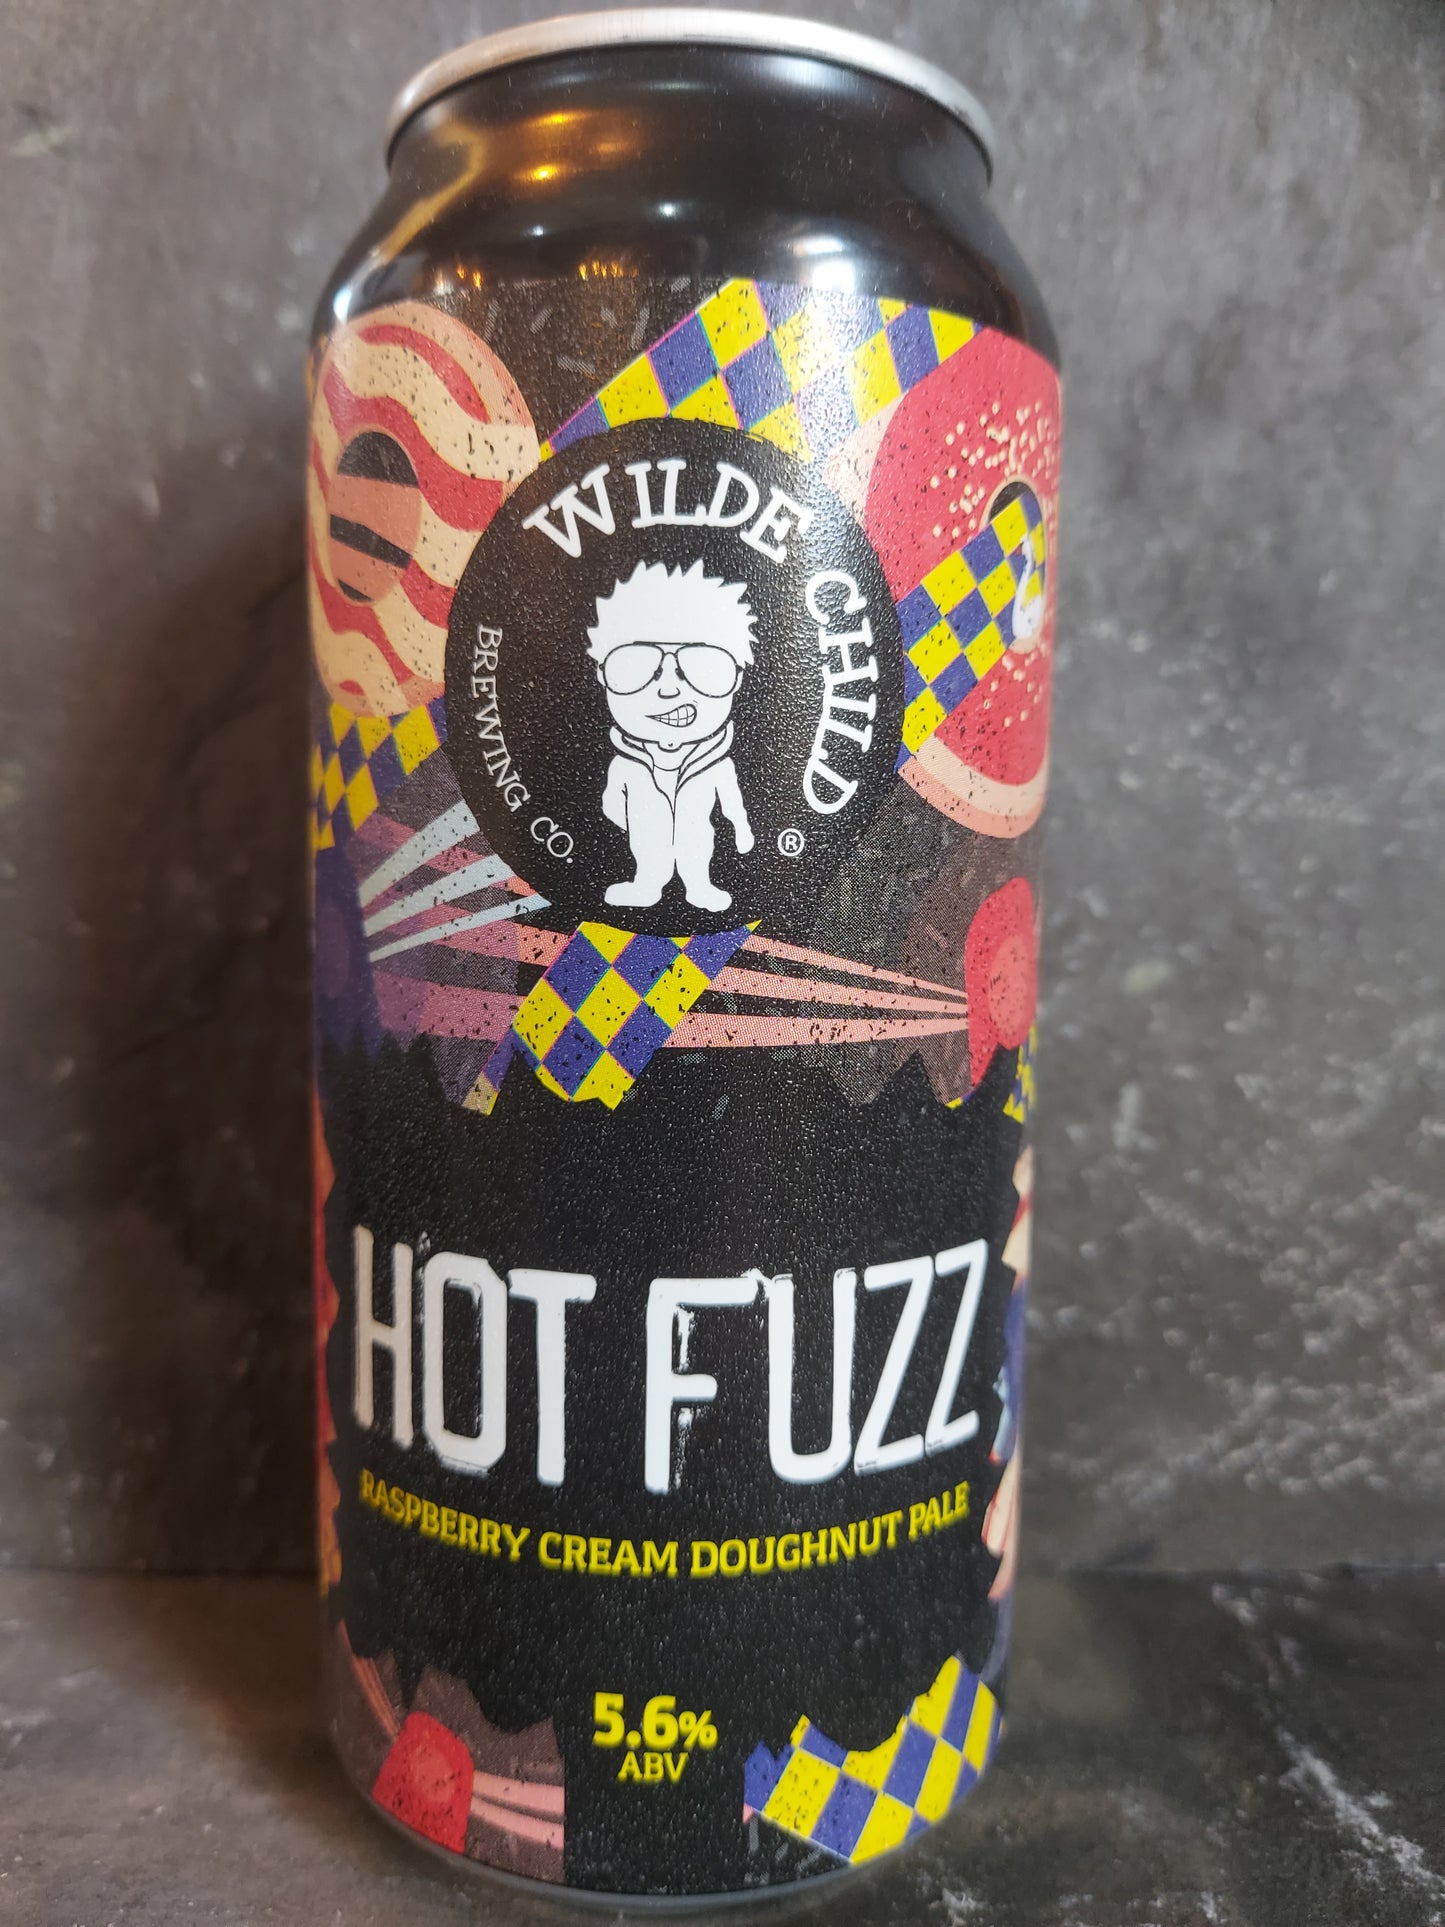 WILDE CHILD
BREWING CO.
®
HOT FUZZ
RASPBERRY CREAM DOUGHNUT PALE
5.6%
ABV